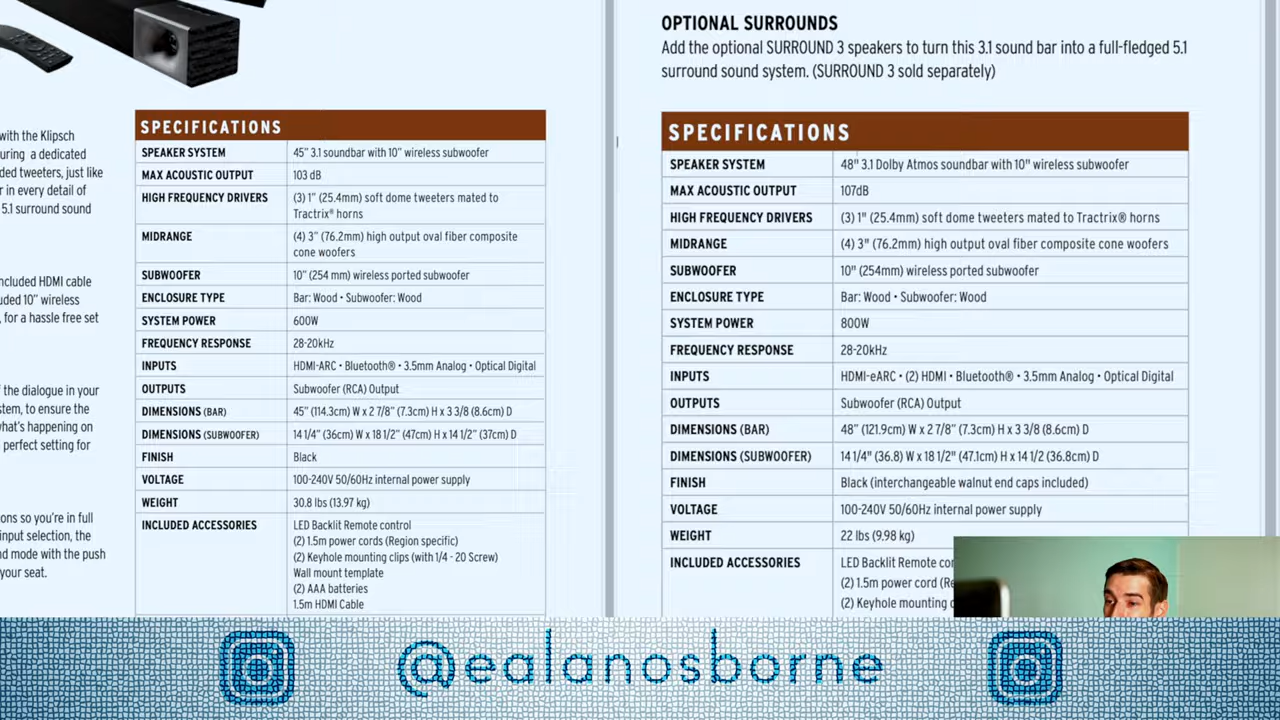 with the Klipsch
uring a dedicated
ded tweeters, just like
r in every detail of
5.1 surround sound
ncluded HDMI cable
uded 10” wireless
, for a hassle free set
f the dialogue in your
stem, to ensure the
what's happening on
perfect setting for
ons so you're in full
input selection, the
nd mode with the push
your seat.
SPECIFICATIONS
SPEAKER SYSTEM 45” 3.1 soundbar with 10” wireless subwoofer
MAX ACOUSTIC OUTPUT 103 dB
HIGH FREQUENCY DRIVERS (3) 1” (25.4mm) soft dome tweeters mated to
Tractrix® horns
MIDRANGE (4) 3” (76.2mm) high output oval fiber composite
cone woofers
SUBWOOFER 10” (254 mm) wireless ported subwoofer
ENCLOSURE TYPE Bar: Wood • Subwoofer: Wood
SYSTEM POWER 600W
FREQUENCY RESPONSE 28-20kHz
INPUTS HDMI-ARC • Bluetooth® • 3.5mm Analog • Optical Digital
OUTPUTS Subwoofer (RCA) Output
DIMENSIONS (BAR) 45” (114.3cm) W x 2 7/8” (7.3cm) H x 3 3/8 (8.6cm) D
DIMENSIONS (SUBWOOFER) 14 1/4” (36cm) W x 18 1/2” (47cm) H x 14 1/2” (37cm) D
FINISH Black
VOLTAGE 100-240V 50/60Hz internal power supply
WEIGHT 30.8 lbs (13.97 kg)
INCLUDED ACCESSORIES LED Backlit Remote control
(2) 1.5m power cords (Region specific)
(2) Keyhole mounting clips (with 1/4 - 20 Screw)
Wall mount template
(2) AAA batteries
1.5m HDMI Cable
OPTIONAL SURROUNDS
Add the optional SURROUND 3 speakers to turn this 3.1 sound bar into a full-fledged 5.1
surround sound system. (SURROUND 3 sold separately)
SPECIFICATIONS
SPEAKER SYSTEM 48" 3.1 Dolby Atmos soundbar with 10" wireless subwoofer
MAX ACOUSTIC OUTPUT 107dB
HIGH FREQUENCY DRIVERS (3) 1" (25.4mm) soft dome tweeters mated to Tractrix® horns
MIDRANGE (4) 3" (76.2mm) high output oval fiber composite cone woofers
SUBWOOFER 10" (254mm) wireless ported subwoofer
ENCLOSURE TYPE Bar: Wood • Subwoofer: Wood
SYSTEM POWER 800W
FREQUENCY RESPONSE 28-20kHz
INPUTS HDMI-eARC • (2) HDMI • Bluetooth® • 3.5mm Analog • Optical Digital
OUTPUTS Subwoofer (RCA) Output
DIMENSIONS (BAR) 48” (121.9cm) W x 2 7/8” (7.3cm) H x 3 3/8 (8.6cm) D
DIMENSIONS (SUBWOOFER) 14 1/4" (36.8) W x 18 1/2" (47.1cm) H x 14 1/2 (36.8cm) D
FINISH Black (interchangeable walnut end caps included)
VOLTAGE 100-240V 50/60Hz internal power supply
WEIGHT 22 lbs (9.98 kg)
INCLUDED ACCESSORIES LED Backlit Remote cor
(2) 1.5m power cord (Re
(2) Keyhole mounting c
@ealanosborne